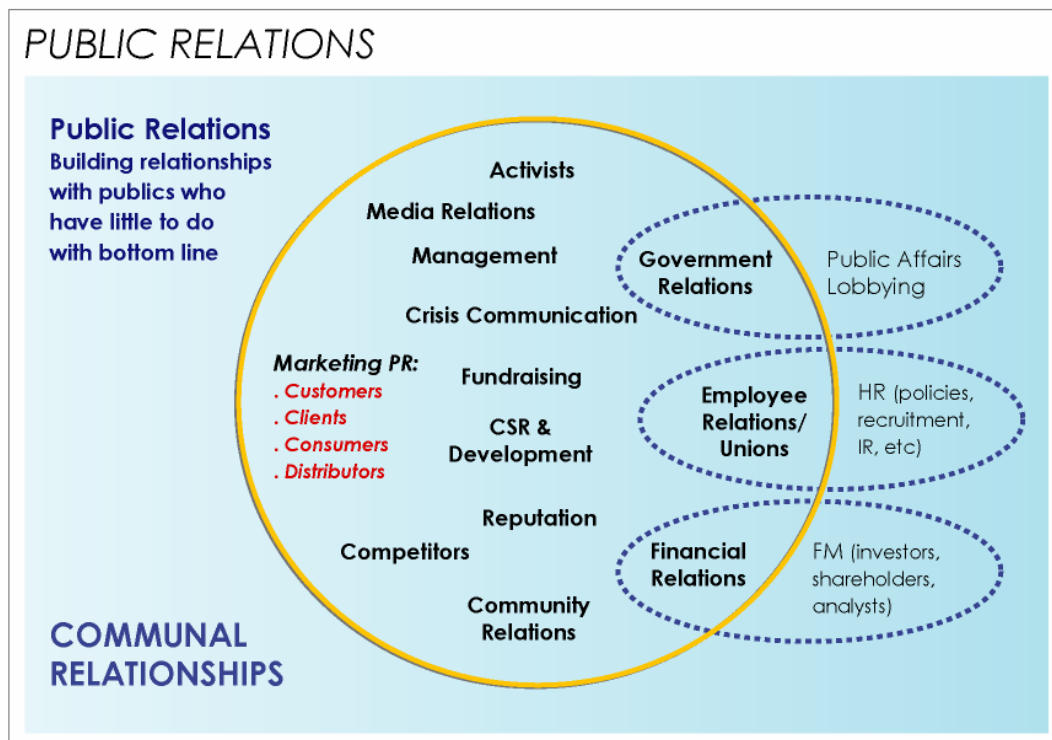 PUBLIC RELATIONS
Public Relations
Building relationships
with publics who
have little to do
with bottom line
Activists
Media Relations
Management
Crisis Communication
Marketing PR:
. Customers
. Clients
. Consumers
. Distributors
Fundraising
CSR &
Development
Reputation
Competitors
Community
Relations
Government
Relations
Public Affairs
Lobbying
Employee
Relations/
Unions
HR (policies,
recruitment,
IR, etc)
Financial
Relations
FM (investors,
shareholders,
analysts)
COMMUNAL
RELATIONSHIPS